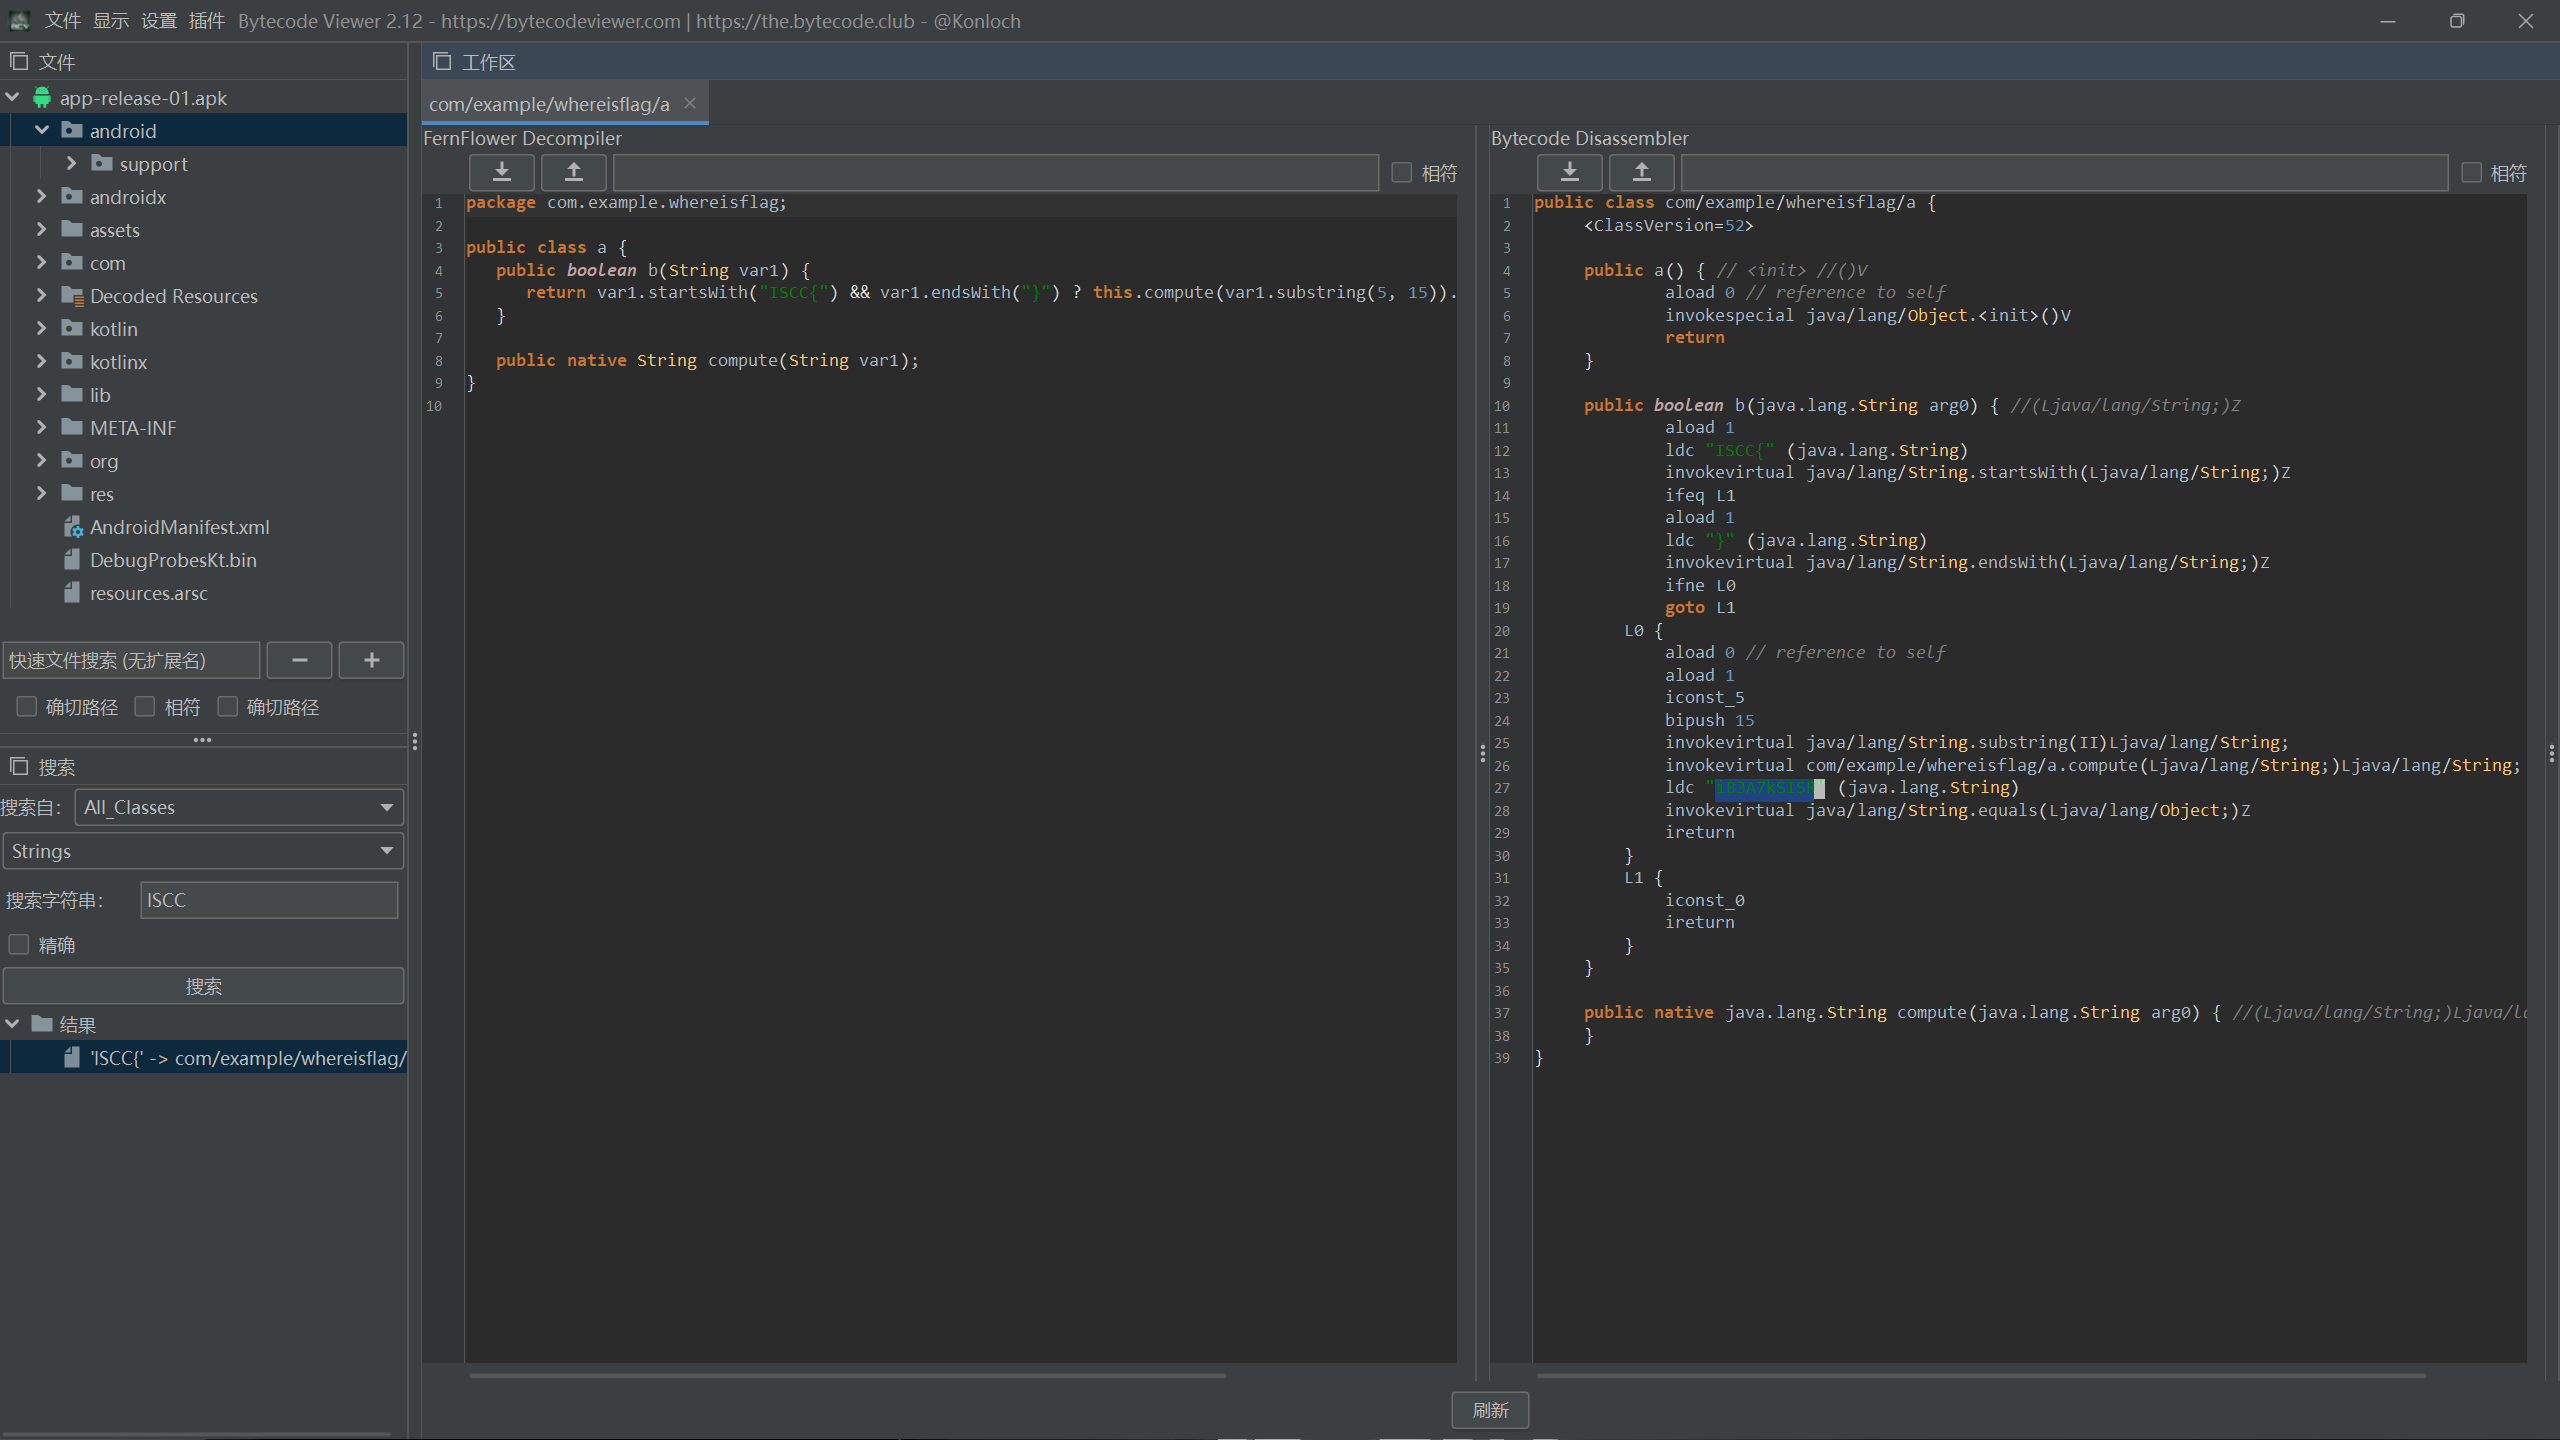 文件 显示 设置 插件 Bytecode Viewer 2.12 - https://bytecodeviewer.com | https://the.bytecode.club - @Konloch
文件
app-release-01.apk
android
support
androidx
assets
com
Decoded Resources
kotlin
kotlinx
lib
META-INF
org
res
AndroidManifest.xml
DebugProbesKt.bin
resources.arsc
快速文件搜索 (无扩展名)
确切路径 相符 确切路径
搜索
搜索自： All_Classes
Strings
搜索字符串： ISCC
精确
搜索
结果
'ISCC{' -> com/example/whereisflag/
工作区
com/example/whereisflag/a
FernFlower Decompiler
相符
1 package com.example.whereisflag;
2
3 public class a {
4 public boolean b(String var1) {
5 return var1.startsWith("ISCC{") && var1.endsWith("}") ? this.compute(var1.substring(5, 15)).
6 }
7
8 public native String compute(String var1);
9 }
10
Bytecode Disassembler
相符
1 public class com/example/whereisflag/a {
2 <ClassVersion=52>
3
4 public a() { // <init> //()V
5 aload 0 // reference to self
6 invokespecial java/lang/Object.<init>()V
7 return
8 }
9
10 public boolean b(java.lang.String arg0) { //(Ljava/lang/String;)Z
11 aload 1
12 ldc "ISCC{" (java.lang.String)
13 invokevirtual java/lang/String.startsWith(Ljava/lang/String;)Z
14 ifeq L1
15 aload 1
16 ldc "}" (java.lang.String)
17 invokevirtual java/lang/String.endsWith(Ljava/lang/String;)Z
18 ifne L0
19 goto L1
20 L0 {
21 aload 0 // reference to self
22 aload 1
23 iconst_5
24 bipush 15
25 invokevirtual java/lang/String.substring(II)Ljava/lang/String;
26 invokevirtual com/example/whereisflag/a.compute(Ljava/lang/String;)Ljava/lang/String;
27 ldc (java.lang.String)
28 invokevirtual java/lang/String.equals(Ljava/lang/Object;)Z
29 ireturn
30 }
31 L1 {
32 iconst_0
33 ireturn
34 }
35 }
36
37 public native java.lang.String compute(java.lang.String arg0) { //(Ljava/lang/String;)Ljava/l
38 }
39 }
刷新